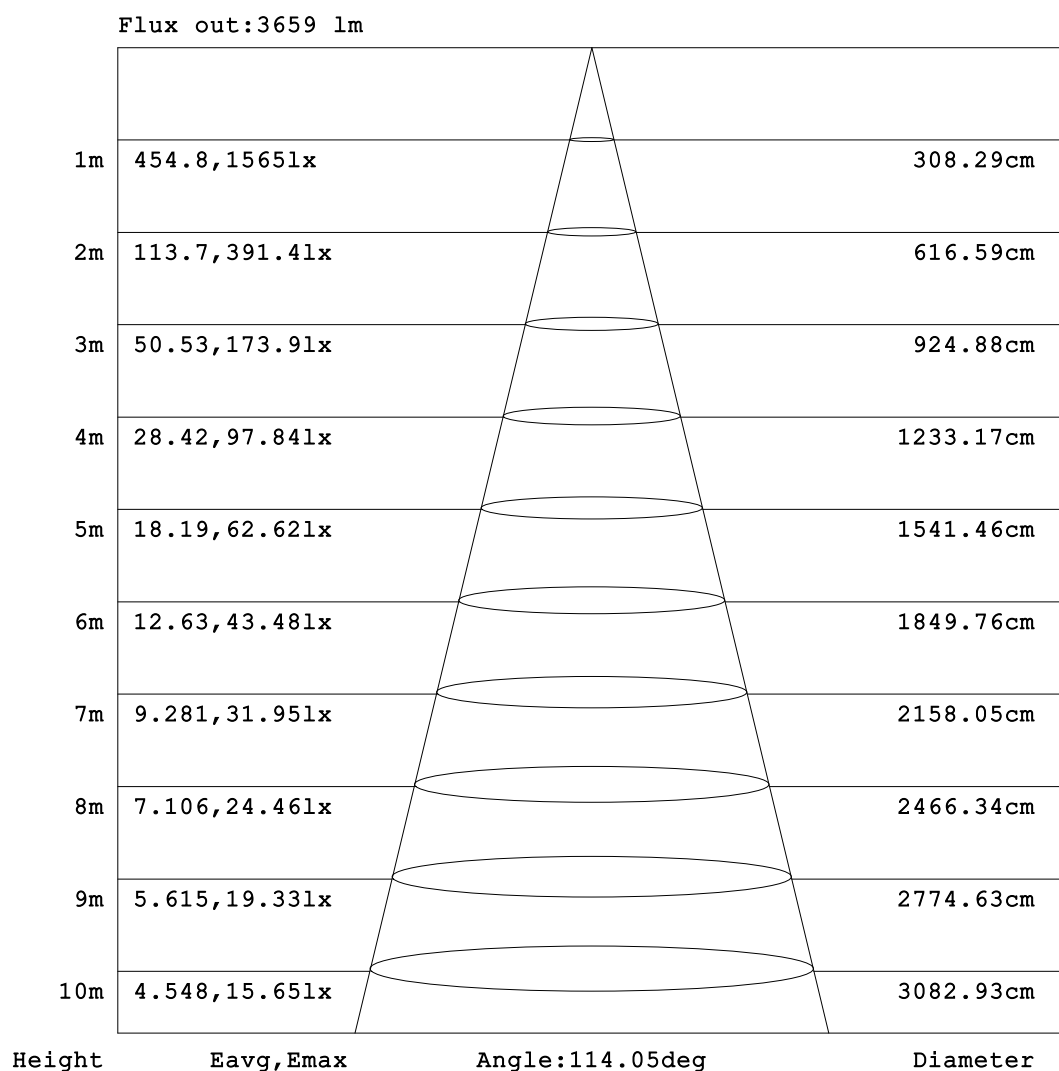 Flux out:3659 lm
1m 454.8,1565lx 308.29cm
2m 113.7,391.4lx 616.59cm
3m 50.53,173.9lx 924.88cm
4m 28.42,97.84lx 1233.17cm
5m 18.19,62.62lx 1541.46cm
6m 12.63,43.48lx 1849.76cm
7m 9.281,31.95lx 2158.05cm
8m 7.106,24.46lx 2466.34cm
9m 5.615,19.33lx 2774.63cm
10m 4.548,15.65lx 3082.93cm
Height Eavg,Emax Angle:114.05deg Diameter